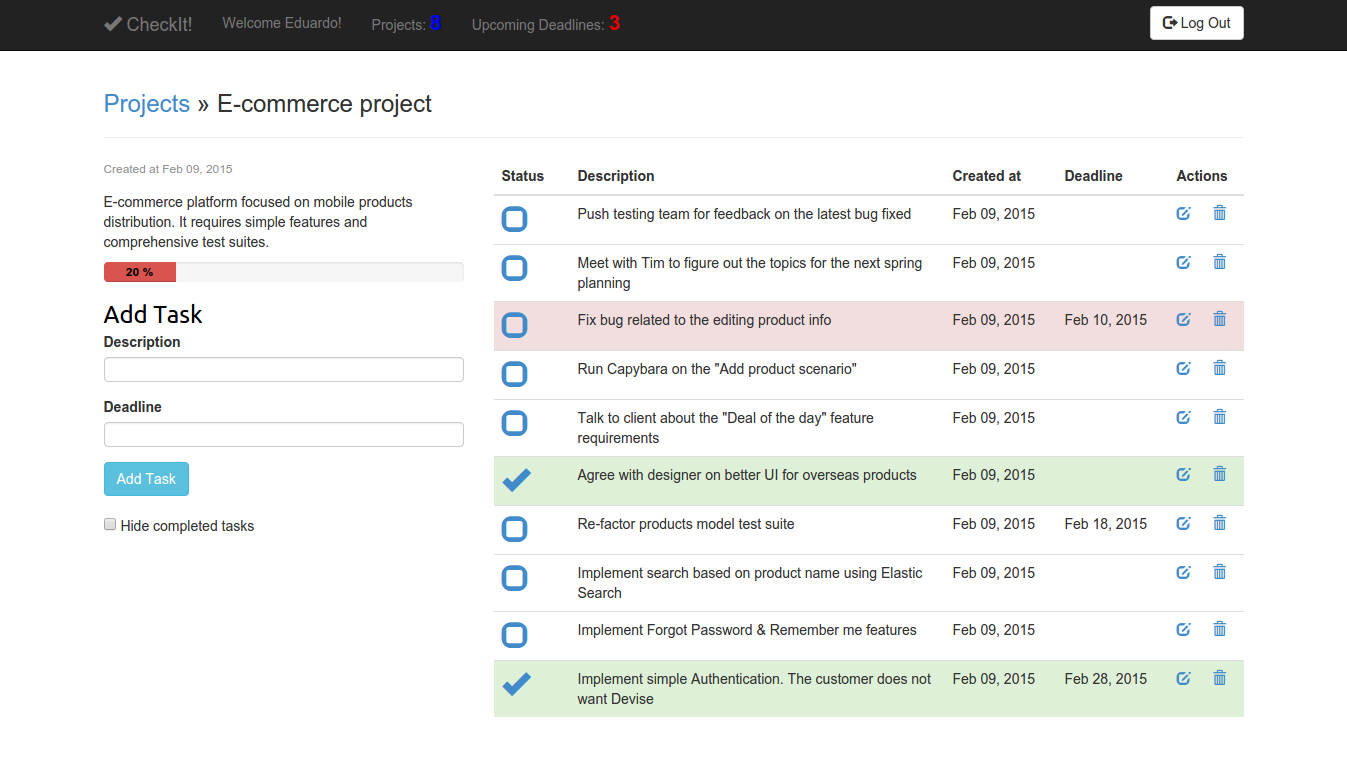 CheckIt! Welcome Eduardo! Projects: 8 Upcoming Deadlines: 3 Log Out
Projects » E-commerce project
Created at Feb 09, 2015
E-commerce platform focused on mobile products
distribution. It requires simple features and
comprehensive test suites.
20 %
Add Task
Description
Deadline
Add Task
Hide completed tasks
Status Description Created at Deadline Actions
Push testing team for feedback on the latest bug fixed Feb 09, 2015
Meet with Tim to figure out the topics for the next spring Feb 09, 2015
planning
Fix bug related to the editing product info Feb 09, 2015 Feb 10, 2015
Run Capybara on the "Add product scenario" Feb 09, 2015
Talk to client about the "Deal of the day" feature Feb 09, 2015
requirements
Agree with designer on better UI for overseas products Feb 09, 2015
Re-factor products model test suite Feb 09, 2015 Feb 18, 2015
Implement search based on product name using Elastic Feb 09, 2015
Search
Implement Forgot Password & Remember me features Feb 09, 2015
Implement simple Authentication. The customer does not Feb 09, 2015 Feb 28, 2015
want Devise